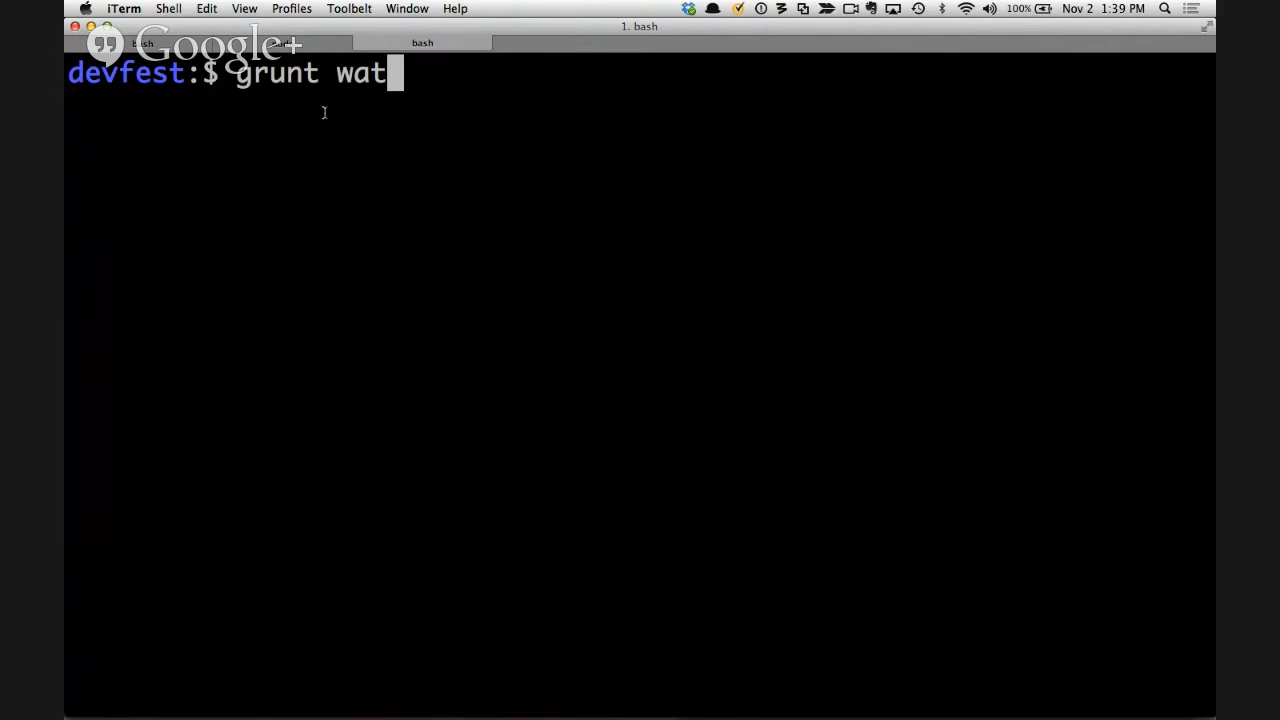 iTerm Shell Edit View Profiles Toolbelt Window Help 100% Nov 2 1:39 PM
1. bash
bash bash
Google+
devfest:$ grunt wat